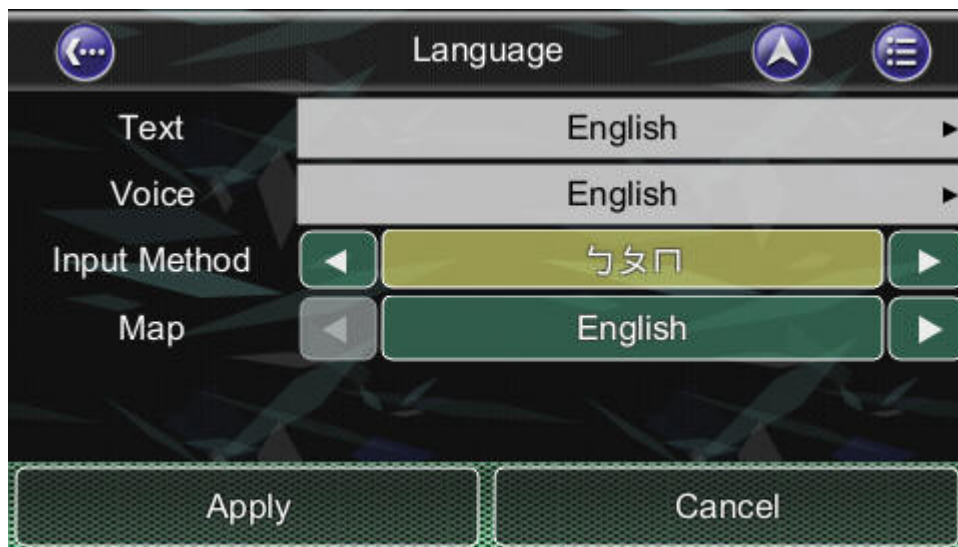 Language
Text English
Voice English
Input Method ㄅㄆㄇ
Map English
Apply Cancel